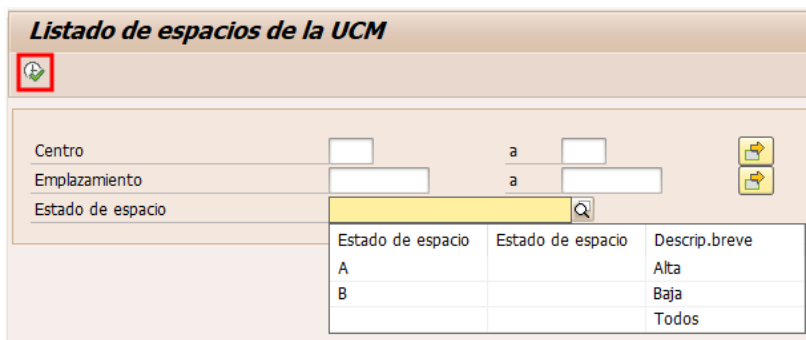 Listado de espacios de la UCM
Centro a
Emplazamiento a
Estado de espacio
Estado de espacio Estado de espacio Descrip.breve
A Alta
B Baja
Todos